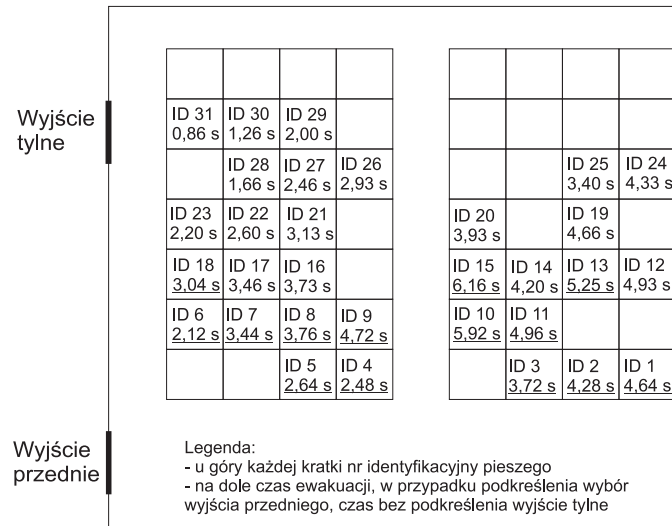 Wyjście
tylne
ID 31 ID 30 ID 29
0,86 s 1,26 s 2,00 s
ID 28 ID 27 ID 26 ID 25 ID 24
1,66 s 2,46 s 2,93 s 3,40 s 4,33 s
ID 23 ID 22 ID 21 ID 20 ID 19
2,20 s 2,60 s 3,13 s 3,93 s 4,66 s
ID 18 ID 17 ID 16 ID 15 ID 14 ID 13 ID 12
3,04 s 3,46 s 3,73 s 6,16 s 4,20 s 5,25 s 4,93 s
ID 6 ID 7 ID 8 ID 9 ID 10 ID 11
2,12 s 3,44 s 3,76 s 4,72 s 5,92 s 4,96 s
ID 5 ID 4 ID 3 ID 2 ID 1
2,64 s 2,48 s 3,72 s 4,28 s 4,64 s
Wyjście
przednie
Legenda:
- u góry każdej kratki nr identyfikacyjny pieszego
- na dole czas ewakuacji, w przypadku podkreślenia wybór
wyjścia przedniego, czas bez podkreślenia wyjście tylne